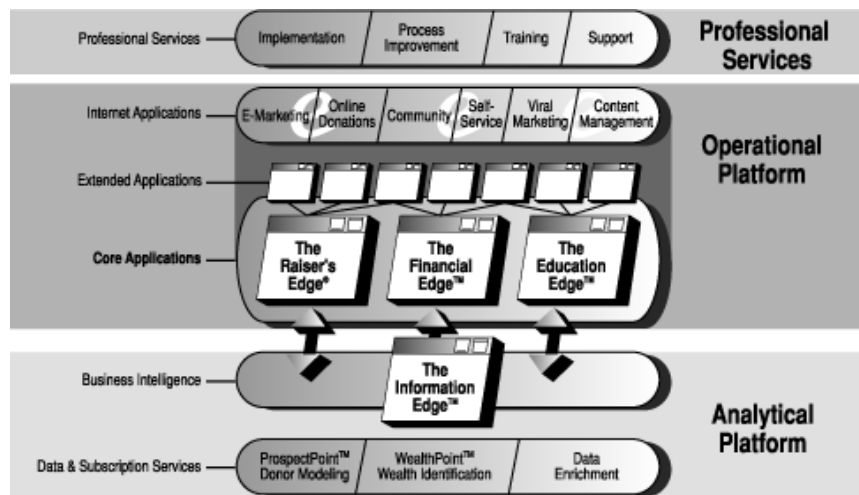 Professional Services
Implementation
Process
Improvement
Training
Support
Professional
Services
Internet Applications
E-Marketing
Online
Donations
Community
Self-
Service
Viral
Marketing
Content
Management
Operational
Platform
Extended Applications
Core Applications
The
Raiser's
Edge®
The
Financial
Edge™
The
Education
Edge™
Business Intelligence
The
Information
Edge™
Analytical
Platform
Data & Subscription Services
ProspectPoint™
Donor Modeling
WealthPoint™
Wealth Identification
Data
Enrichment